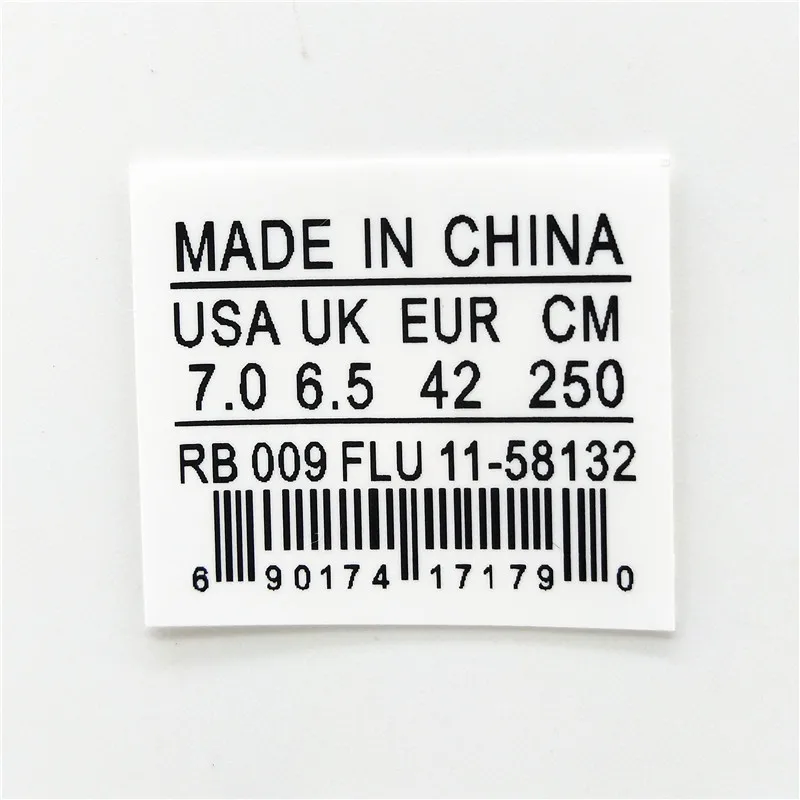 MADE IN CHINA
USA UK EUR CM
7.0 6.5 42 250
RB 009 FLU 11-58132
6 90174 17179 0